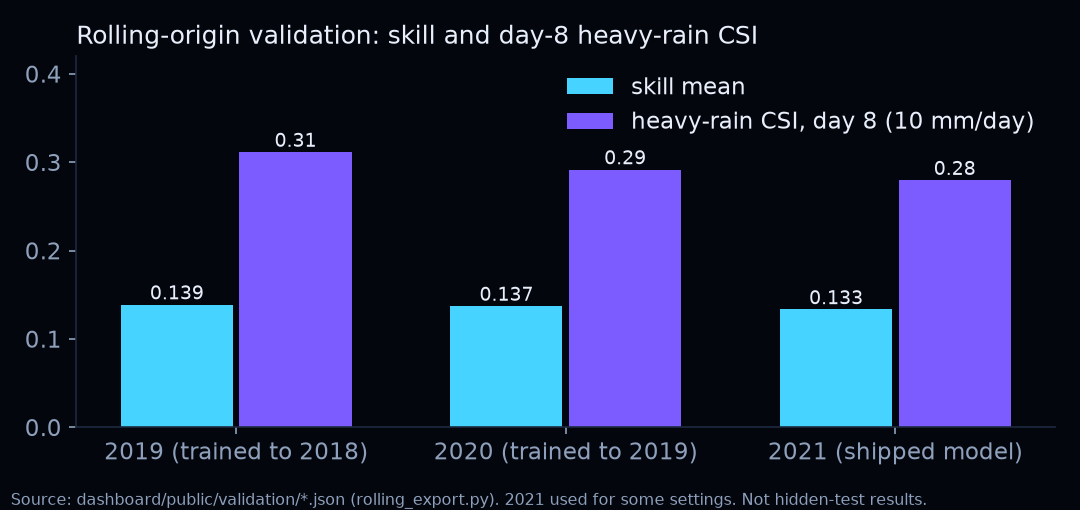 Rolling-origin validation: skill and day-8 heavy-rain CSI
skill mean
heavy-rain CSI, day 8 (10 mm/day)
0.4
0.3
0.2
0.1
0.0
0.139
0.31
0.137
0.29
0.133
0.28
2019 (trained to 2018)
2020 (trained to 2019)
2021 (shipped model)
Source: dashboard/public/validation/*.json (rolling_export.py). 2021 used for some settings. Not hidden-test results.